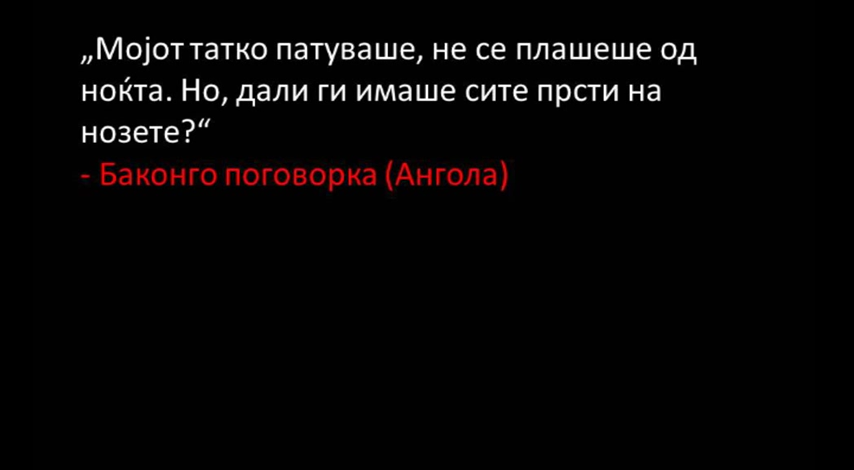 „Мојот татко патуваше, не се плашеше од
ноќта. Но, дали ги имаше сите прсти на
нозете?“
- Баконго поговорка (Ангола)